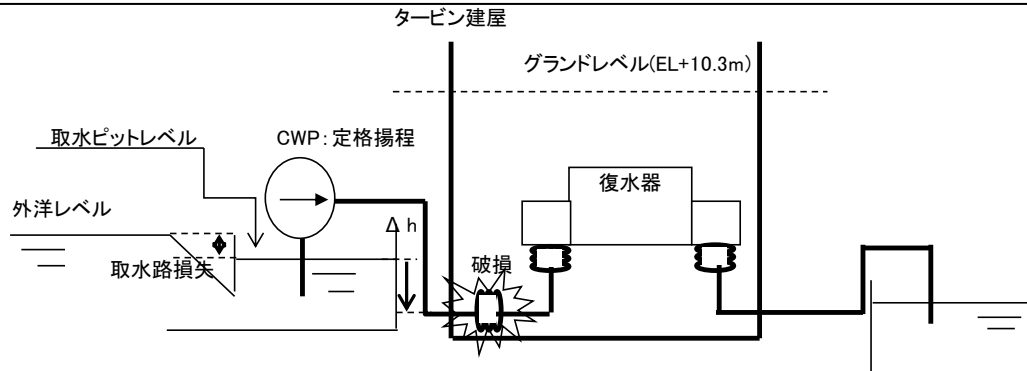 タービン建屋
グランドレベル(EL+10.3m)
取水ピットレベル
CWP:定格揚程
復水器
外洋レベル
Δh
取水路損失
破損